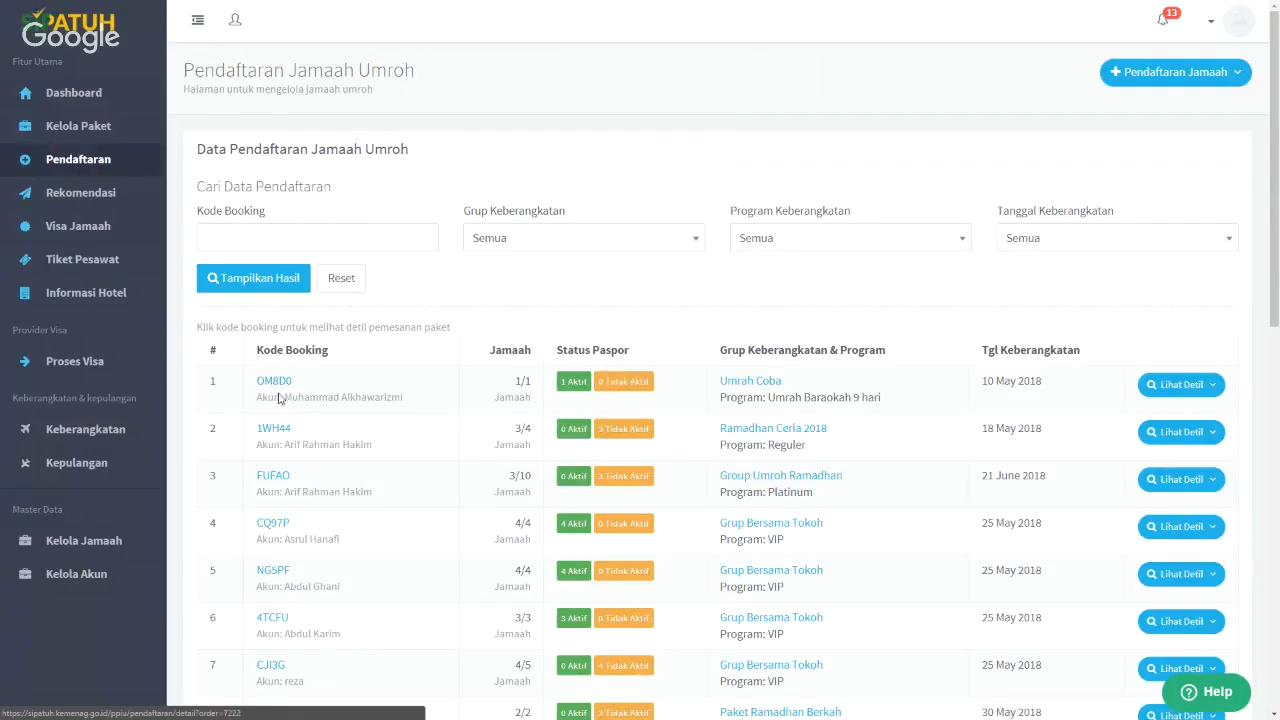 SIPATUH
Google
Fitur Utama
Dashboard
Kelola Paket
Pendaftaran
Rekomendasi
Visa Jamaah
Tiket Pesawat
Informasi Hotel
Provider Visa
Proses Visa
Keberangkatan & kepulangan
Keberangkatan
Kepulangan
Master Data
Kelola Jamaah
Kelola Akun
13
Pendaftaran Jamaah Umroh
Halaman untuk mengelola jamaah umroh
Pendaftaran Jamaah
Data Pendaftaran Jamaah Umroh
Cari Data Pendaftaran
Kode Booking Grup Keberangkatan Program Keberangkatan Tanggal Keberangkatan
Semua Semua Semua
Tampilkan Hasil Reset
Klik kode booking untuk melihat detil pemesanan paket
# Kode Booking Jamaah Status Paspor Grup Keberangkatan & Program Tgl Keberangkatan
1 OM8D0 1/1 1 Aktif 0 Tidak Aktif Umrah Coba 10 May 2018 Lihat Detil
Akun: Muhammad Alkhawarizmi Jamaah Program: Umrah Baraokah 9 hari
2 1WH44 3/4 0 Aktif 3 Tidak Aktif Ramadhan Ceria 2018 18 May 2018 Lihat Detil
Akun: Arif Rahman Hakim Jamaah Program: Reguler
3 FUFAO 3/10 0 Aktif 3 Tidak Aktif Group Umroh Ramadhan 21 June 2018 Lihat Detil
Akun: Arif Rahman Hakim Jamaah Program: Platinum
4 CQ97P 4/4 4 Aktif 0 Tidak Aktif Grup Bersama Tokoh 25 May 2018 Lihat Detil
Akun: Asrul Hanafi Jamaah Program: VIP
5 NG5PF 4/4 4 Aktif 0 Tidak Aktif Grup Bersama Tokoh 25 May 2018 Lihat Detil
Akun: Abdul Ghani Jamaah Program: VIP
6 4TCFU 3/3 3 Aktif 0 Tidak Aktif Grup Bersama Tokoh 25 May 2018 Lihat Detil
Akun: Abdul Karim Jamaah Program: VIP
7 CJI3G 4/5 0 Aktif 4 Tidak Aktif Grup Bersama Tokoh 25 May 2018 Lihat Detil
Akun: reza Jamaah Program: VIP
2/2 0 Aktif 2 Tidak Aktif Paket Ramadhan Berkah 30 May 2018 Lihat Detil
Help
https://sipatuh.kemenag.go.id/ppiu/pendaftaran/detail?order=7222